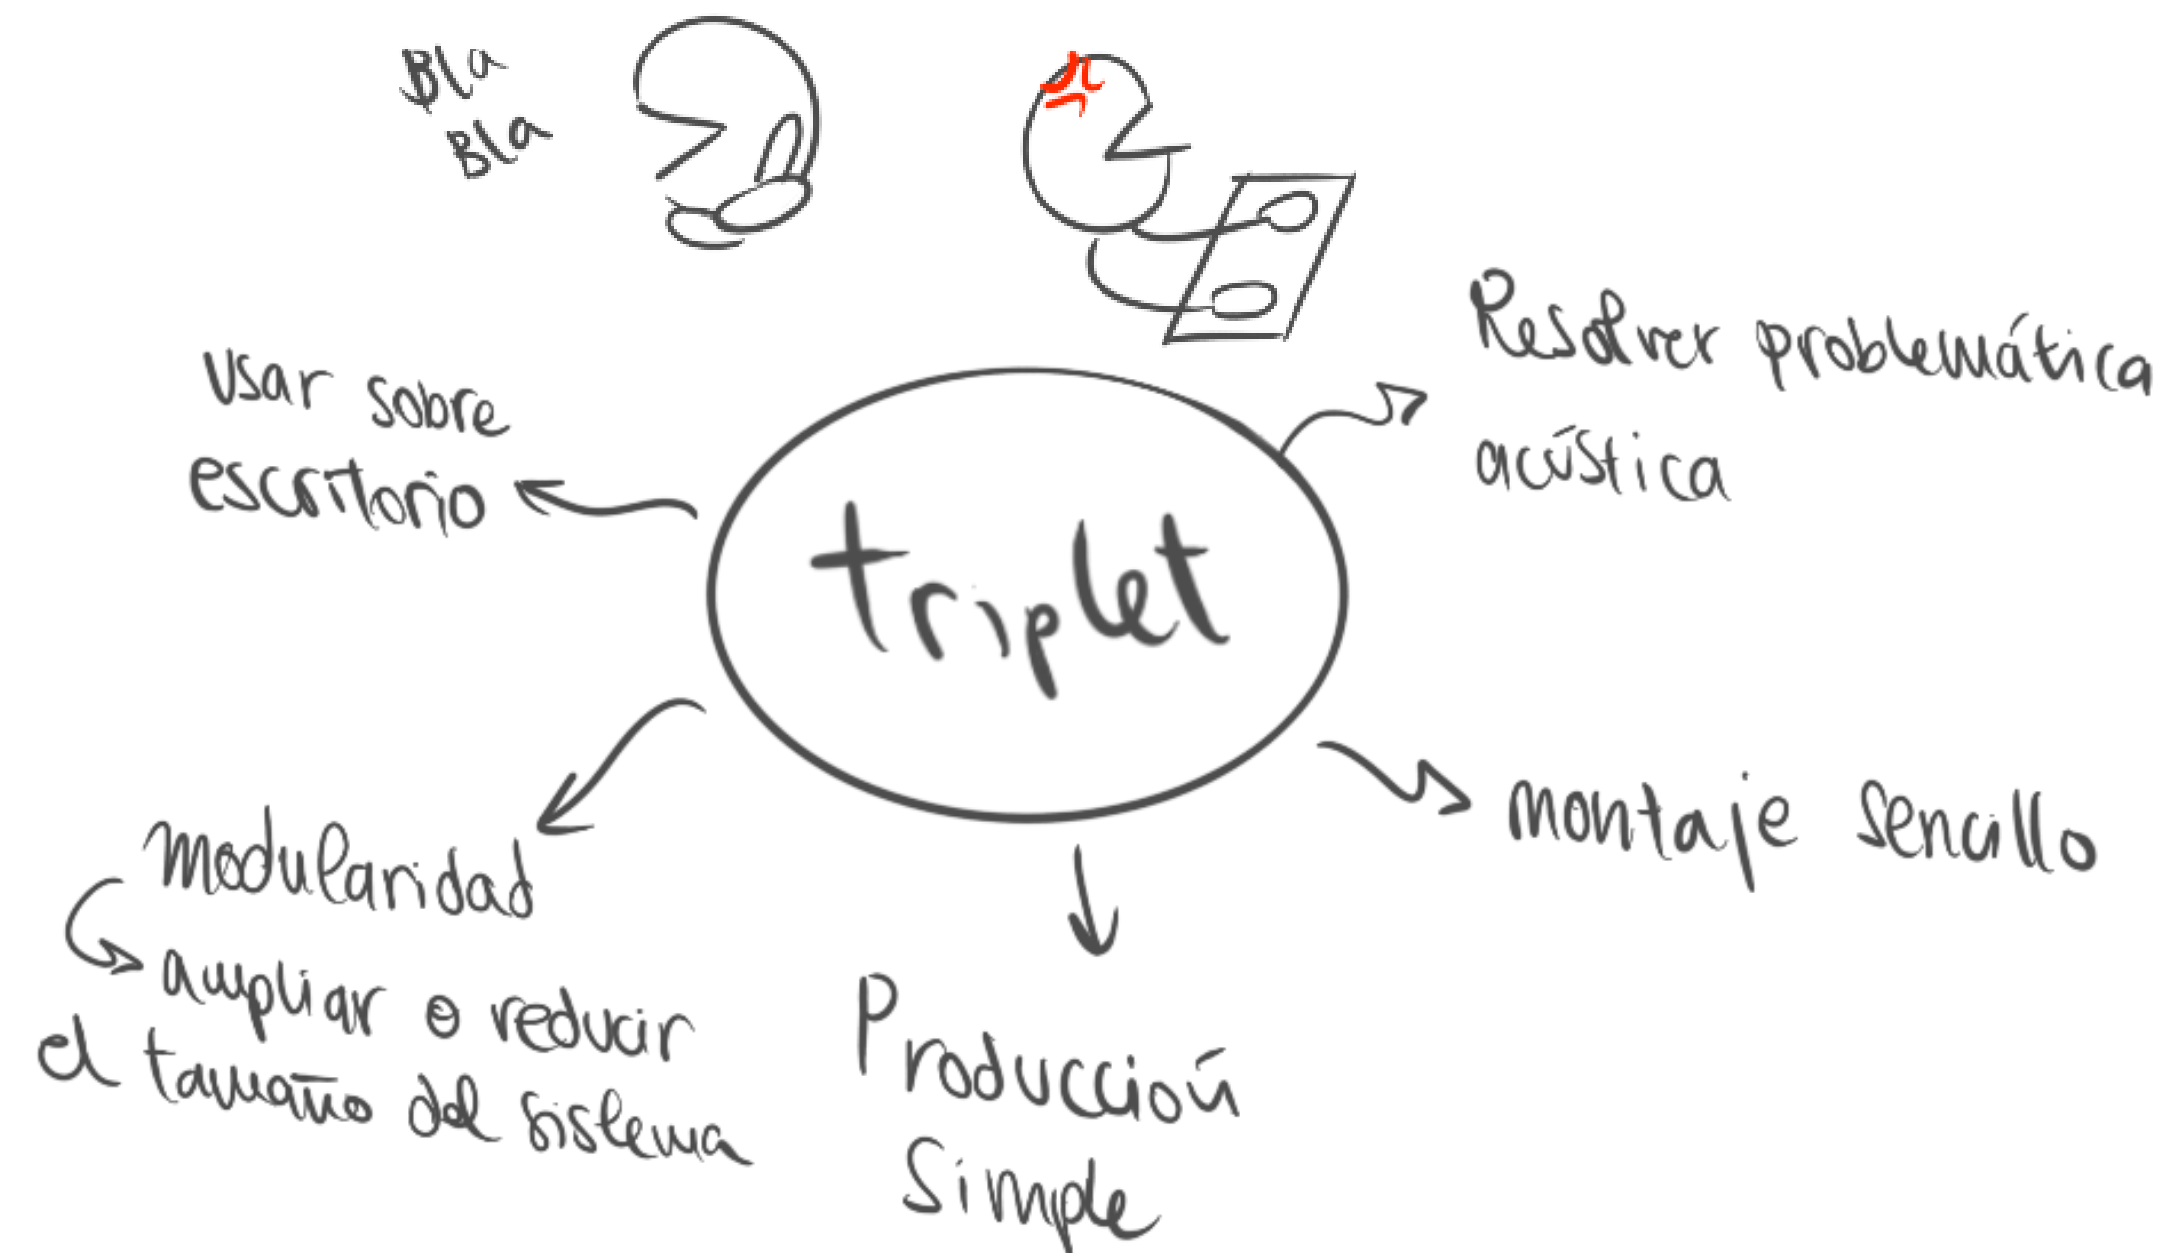 Bla
Bla
Usar sobre
escritorio
Resolver problemática
acústica
triplet
modularidad
ampliar o reducir
el tamaño del sistema
Producción
Simple
montaje sencillo